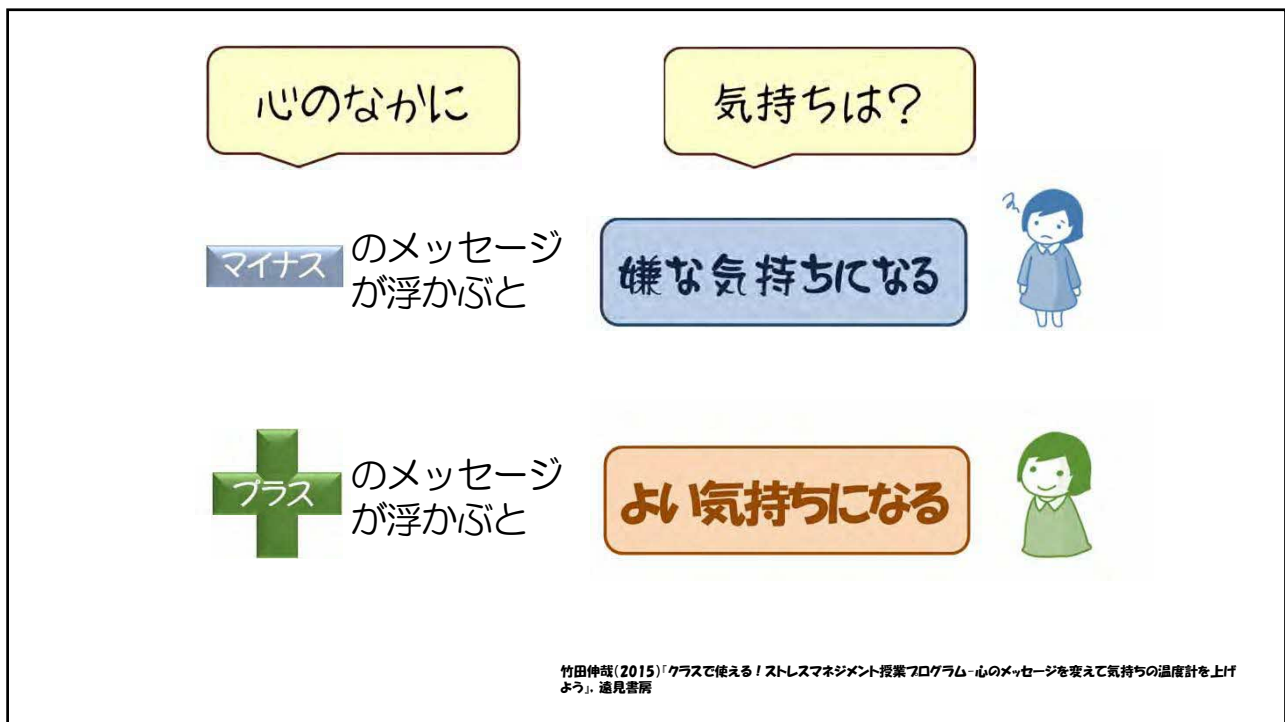 心のなかに
気持ちは？
マイナス のメッセージ
が浮かぶと
嫌な気持ちになる
プラス のメッセージ
が浮かぶと
よい気持ちになる
竹田伸哉(2015)「クラスで使える！ストレスマネジメント授業プログラム-心のメッセージを変えて気持ちの温度計を上げ
よう」. 遠見書房